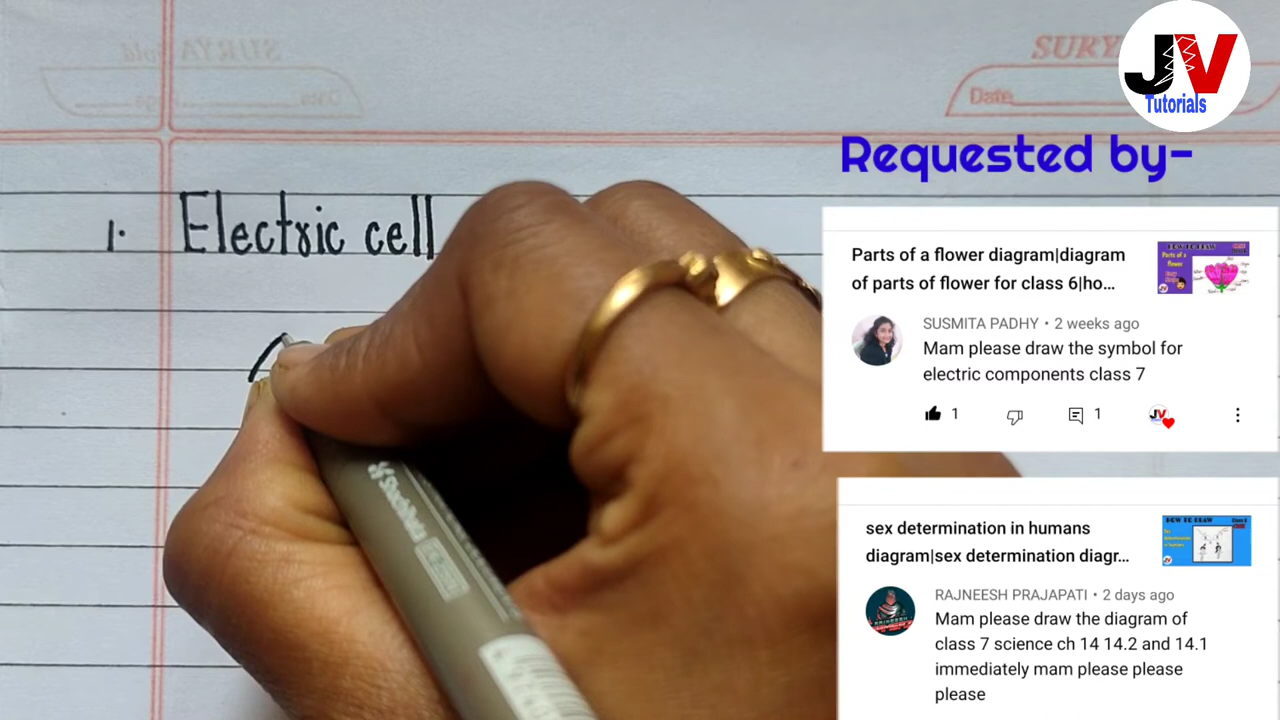 SURY
Date
JV
Tutorials
Requested by-
1. Electric cell
Parts of a flower diagram|diagram
of parts of flower for class 6|ho...
SUSMITA PADHY • 2 weeks ago
Mam please draw the symbol for
electric components class 7
1
1
sex determination in humans
diagram|sex determination diagr...
RAJNEESH PRAJAPATI • 2 days ago
Mam please draw the diagram of
class 7 science ch 14 14.2 and 14.1
immediately mam please please
please